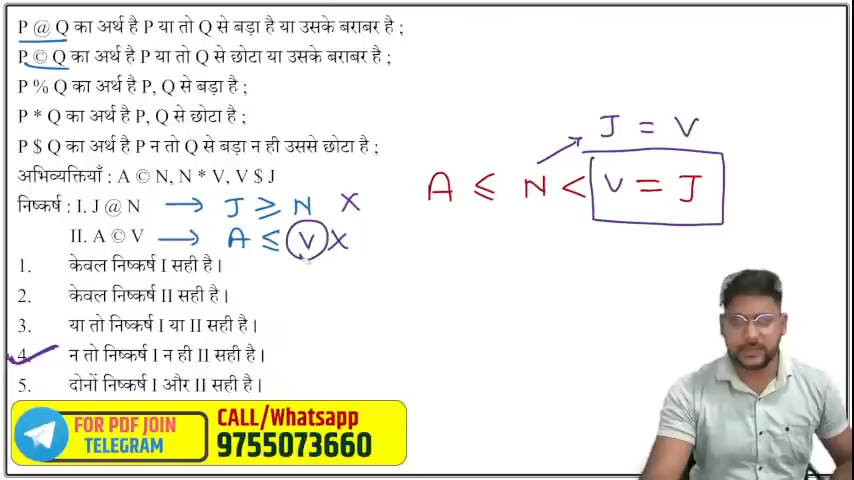 P @ Q का अर्थ है P या तो Q से बड़ा है या उसके बराबर है ;
P © Q का अर्थ है P या तो Q से छोटा या उसके बराबर है ;
P % Q का अर्थ है P, Q से बड़ा है ;
P * Q का अर्थ है P, Q से छोटा है ;
P $ Q का अर्थ है P न तो Q से बड़ा न ही उससे छोटा है ;
अभिव्यक्तियाँ : A © N, N * V, V $ J
निष्कर्ष : I. J @ N → J ≥ N X
II. A © V → A ≤ V X
1. केवल निष्कर्ष I सही है।
2. केवल निष्कर्ष II सही है।
3. या तो निष्कर्ष I या II सही है।
4. न तो निष्कर्ष I न ही II सही है।
5. दोनों निष्कर्ष I और II सही है।
J = V
A ≤ N < V = J
FOR PDF JOIN
TELEGRAM
CALL/Whatsapp
9755073660